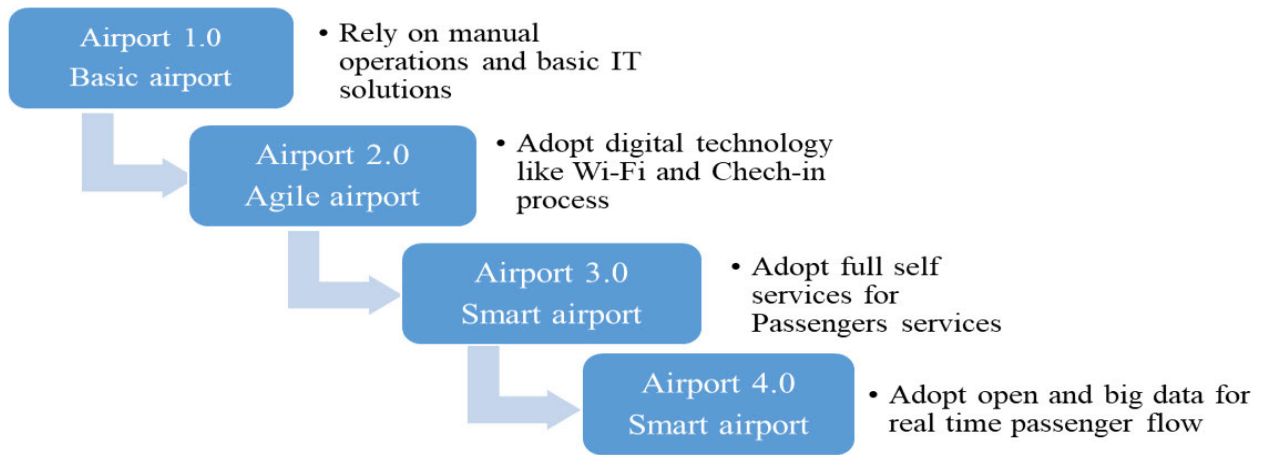 Airport 1.0
Basic airport
• Rely on manual
operations and basic IT
solutions
Airport 2.0
Agile airport
• Adopt digital technology
like Wi-Fi and Chech-in
process
Airport 3.0
Smart airport
• Adopt full self
services for
Passengers services
Airport 4.0
Smart airport
• Adopt open and big data for
real time passenger flow